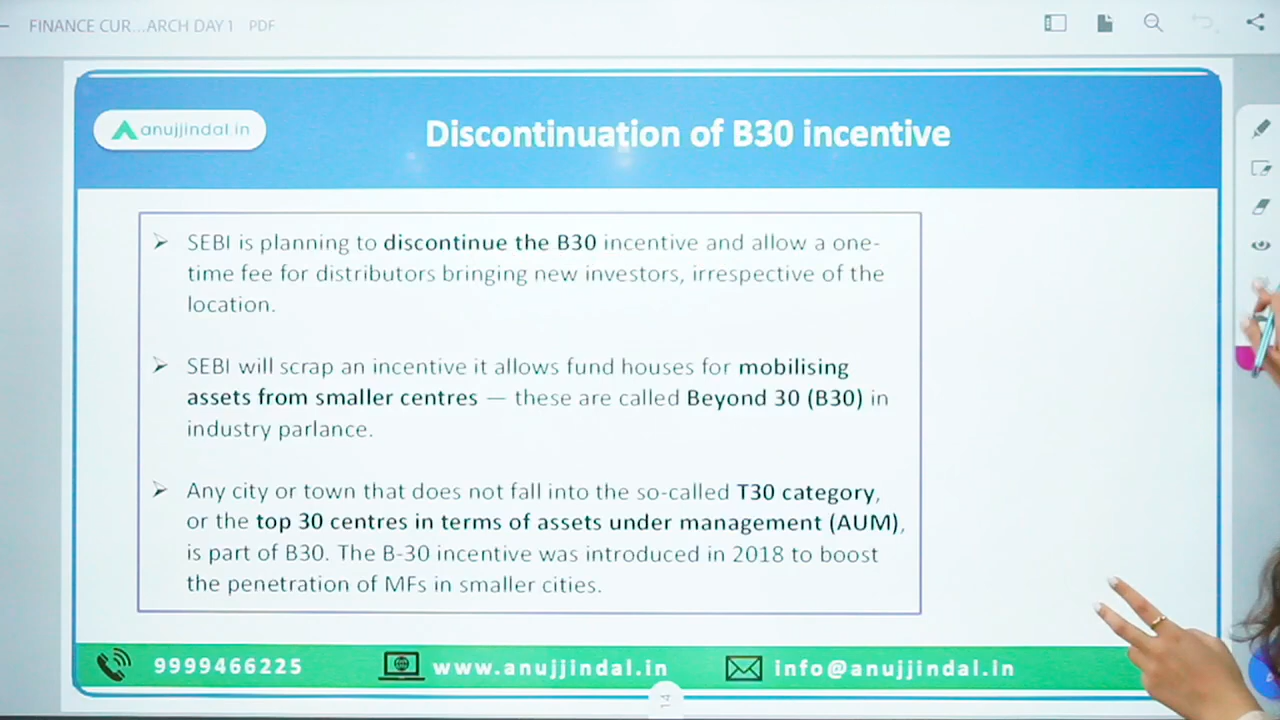 FINANCE CUR...ARCH DAY 1 PDF
anujjindal.in
Discontinuation of B30 incentive
SEBI is planning to discontinue the B30 incentive and allow a one-
time fee for distributors bringing new investors, irrespective of the
location.
SEBI will scrap an incentive it allows fund houses for mobilising
assets from smaller centres — these are called Beyond 30 (B30) in
industry parlance.
Any city or town that does not fall into the so-called T30 category,
or the top 30 centres in terms of assets under management (AUM),
is part of B30. The B-30 incentive was introduced in 2018 to boost
the penetration of MFs in smaller cities.
9999466225 www.anujjindal.in info@anujjindal.in
14